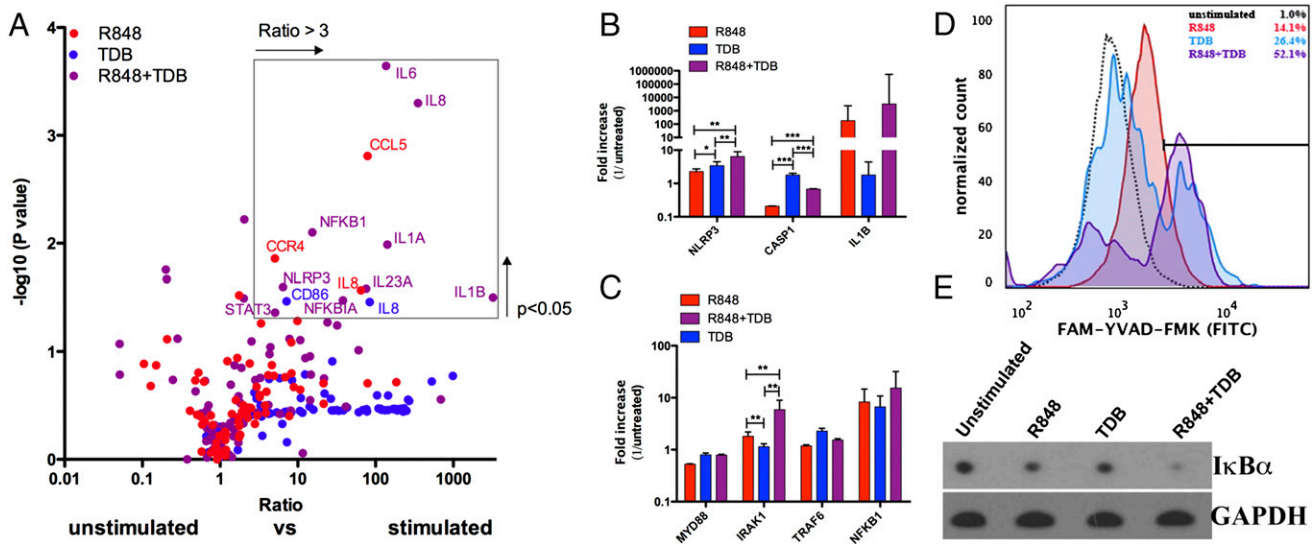 A
R848
TDB
R848+TDB
Ratio > 3
IL6
IL8
CCL5
NFKB1
IL1A
CCR4
NLRP3
IL8
IL23A
CD86
IL1B
STAT3
NFKBIA
IL8
p<0.05
-log10 (P value)
4
3
2
1
0
0.01
0.1
1
10
100
1000
Ratio
unstimulated vs stimulated
B
R848
TDB
R848+TDB
Fold increase
(1/untreated)
1000000
100000
10000
1000
100
10
1
0.1
**
*
**
***
***
***
NLRP3
CASP1
IL1B
C
R848
R848+TDB
TDB
Fold increase
(1/untreated)
100
10
1
0.1
**
**
**
MYD88
IRAK1
TRAF6
NFKB1
D
unstimulated 1.0%
R848 14.1%
TDB 26.4%
R848+TDB 52.1%
normalized count
100
80
60
40
20
0
10²
10³
10⁴
FAM-YVAD-FMK (FITC)
E
Unstimulated
R848
TDB
R848+TDB
IκBα
GAPDH